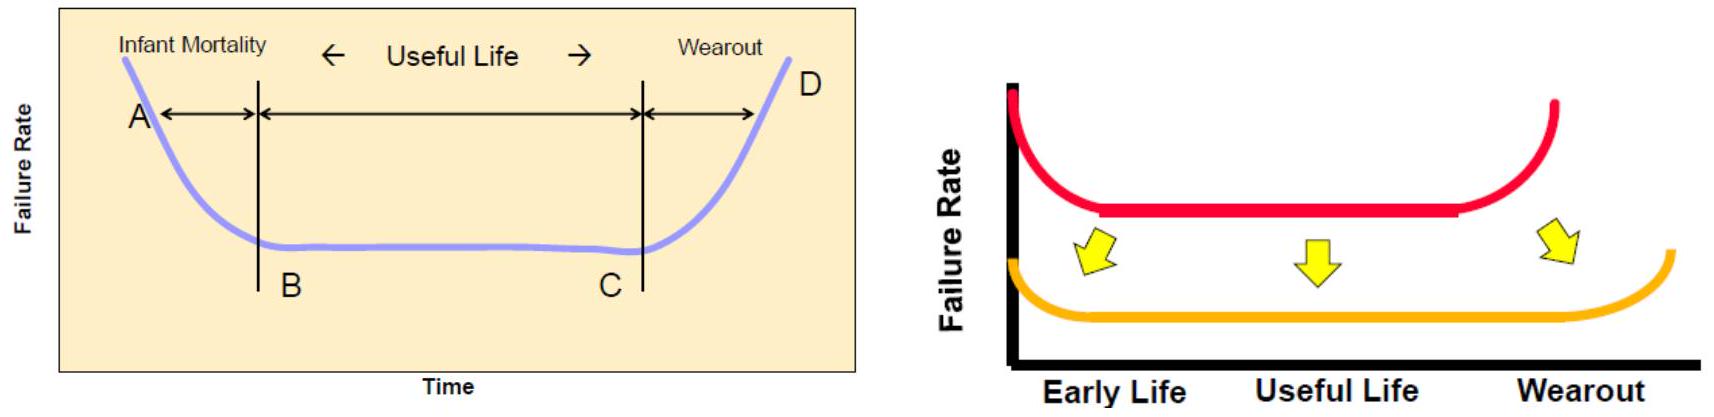 Infant Mortality
← Useful Life →
Wearout
D
A
B
C
Failure Rate
Time
Failure Rate
Early Life
Useful Life
Wearout